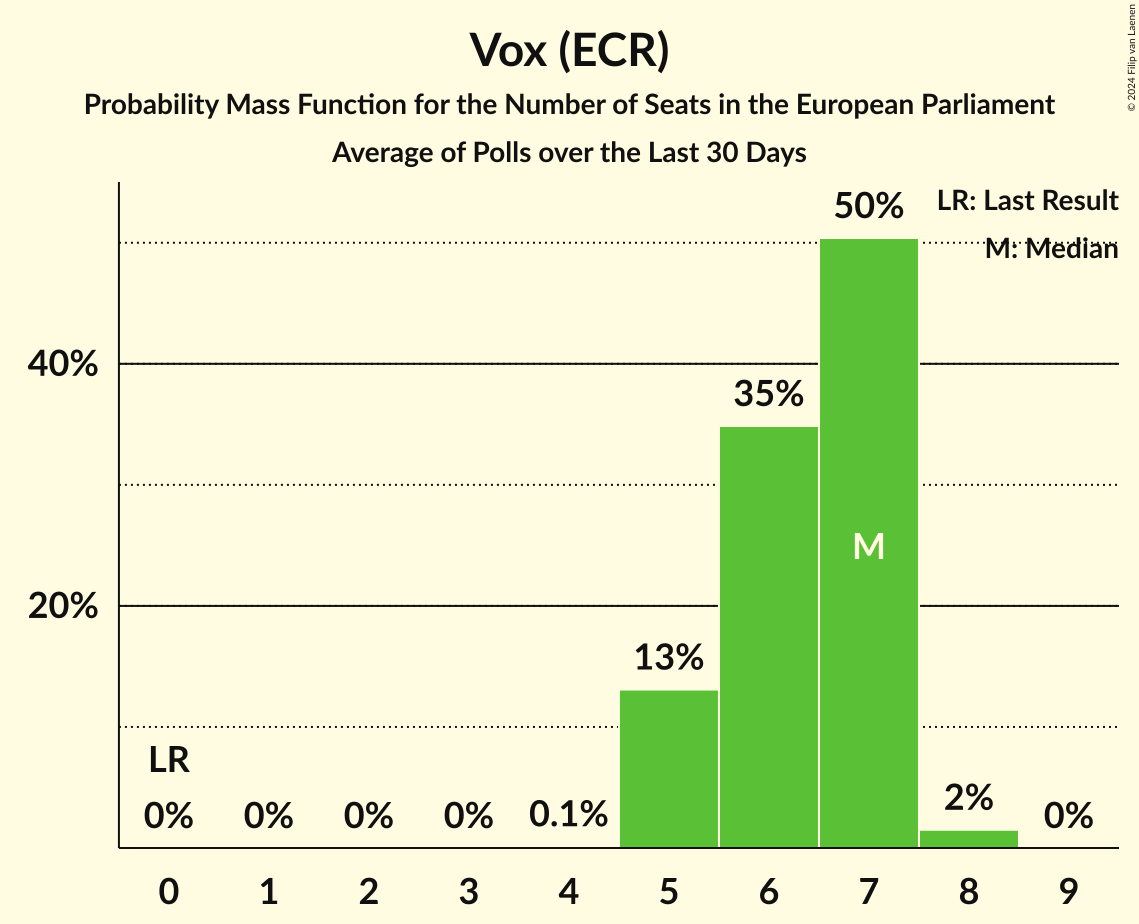 Vox (ECR)
Probability Mass Function for the Number of Seats in the European Parliament
Average of Polls over the Last 30 Days
© 2024 Filip van Laenen
LR: Last Result
M: Median
50%
40%
35%
M
20%
13%
LR
0% 0% 0% 0% 0.1% 2% 0%
0 1 2 3 4 5 6 7 8 9